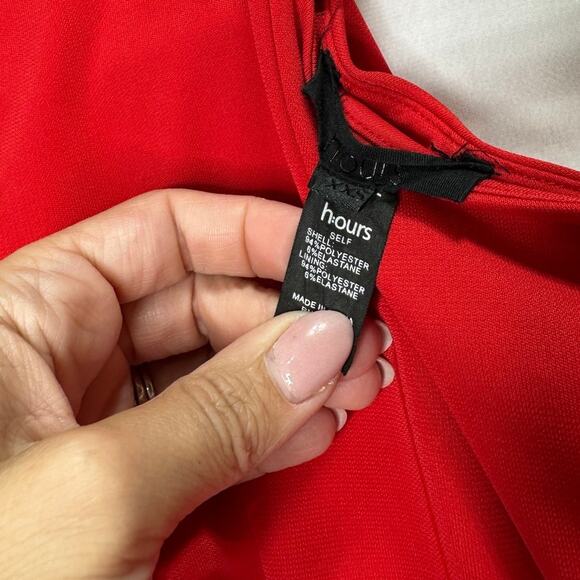 hours
XXS
h:ours
SELF
SHELL:
94%POLYESTER
6%ELASTANE
LINING:
94%POLYESTER
6%ELASTANE
MADE IN